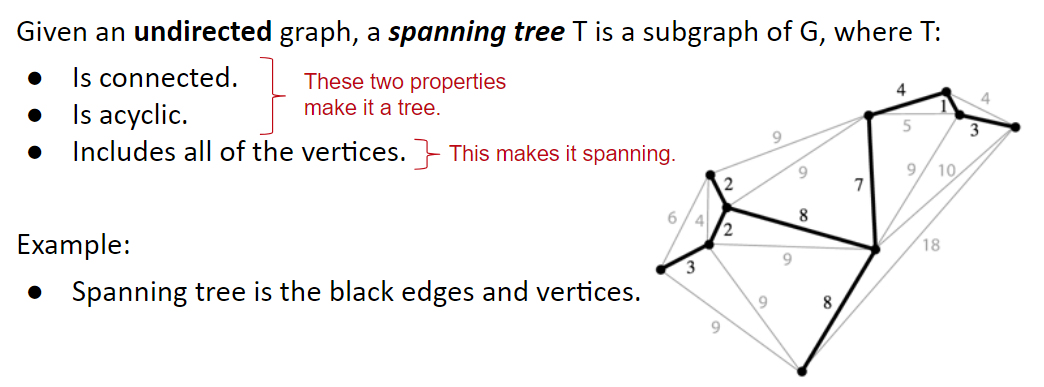 Given an undirected graph, a spanning tree T is a subgraph of G, where T:
● Is connected.
● Is acyclic.
These two properties
make it a tree.
● Includes all of the vertices.
This makes it spanning.
Example:
● Spanning tree is the black edges and vertices.
4
4
1
5
3
9
9
9
10
7
2
6
4
8
2
18
9
3
9
8
9